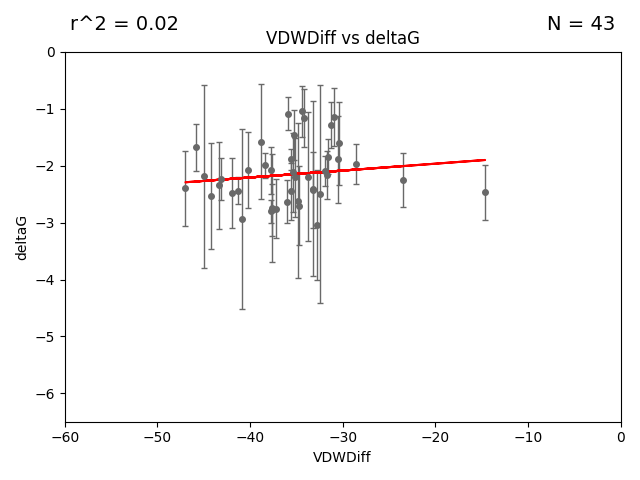 r^2 = 0.02
N = 43
VDWDiff vs deltaG
0
−1
−2
−3
−4
−5
−6
deltaG
−60 −50 −40 −30 −20 −10 0
VDWDiff